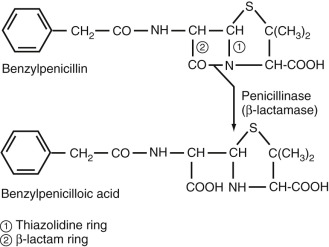 S
CH₂ — CO — NH — CH — CH C(CH₃)₂
② ①
CO — N — CH-COOH
Benzylpenicillin
Penicillinase
(β-lactamase)
S
CH₂ — CO — NH — CH — CH C(CH₃)₂
COOH NH — CH-COOH
Benzylpenicilloic acid
① Thiazolidine ring
② β-lactam ring